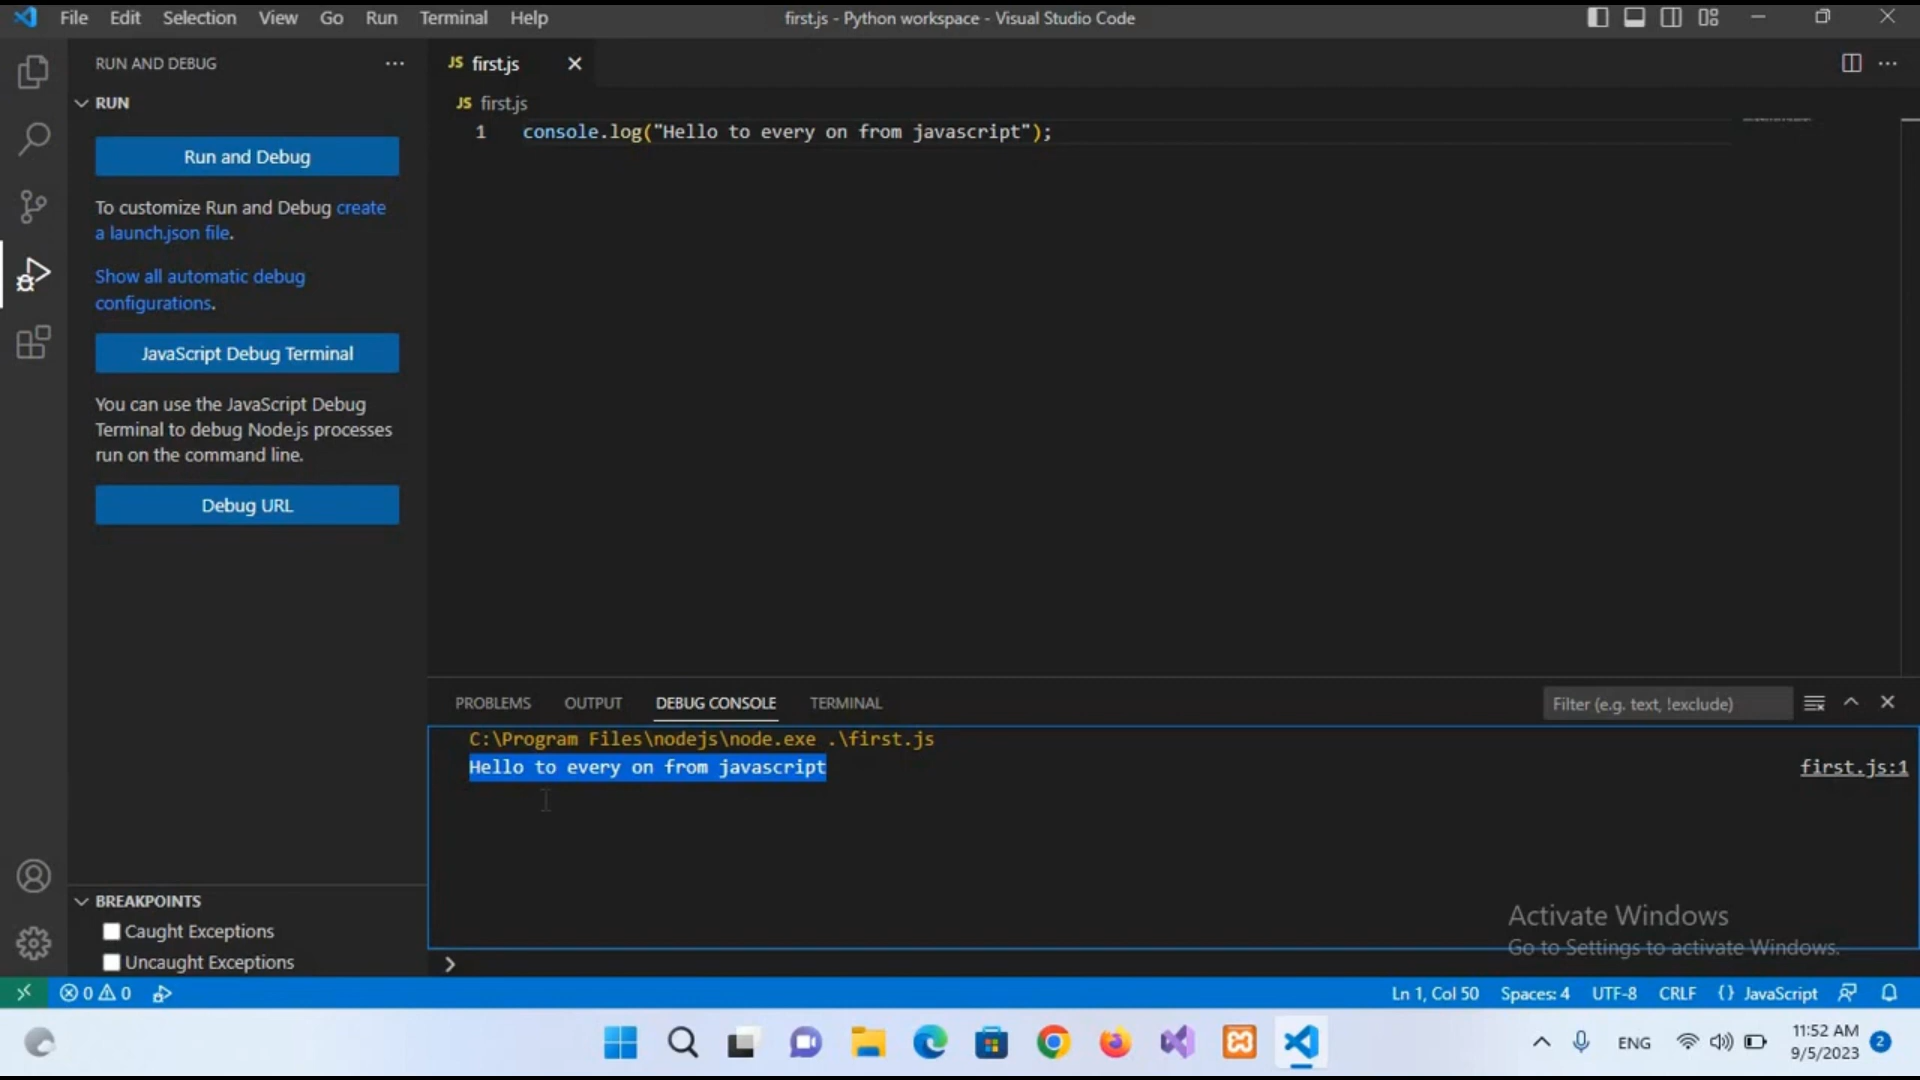 File Edit Selection View Go Run Terminal Help
first.js - Python workspace - Visual Studio Code
RUN AND DEBUG
RUN
Run and Debug
To customize Run and Debug create
a launch.json file.
Show all automatic debug
configurations.
JavaScript Debug Terminal
You can use the JavaScript Debug
Terminal to debug Node.js processes
run on the command line.
Debug URL
BREAKPOINTS
Caught Exceptions
Uncaught Exceptions
JS first.js
JS first.js
1 console.log("Hello to every on from javascript");
PROBLEMS OUTPUT DEBUG CONSOLE TERMINAL
Filter (e.g. text, !exclude)
C:\Program Files\nodejs\node.exe .\first.js
Hello to every on from javascript
first.js:1
Activate Windows
Go to Settings to activate Windows.
0 0
Ln 1, Col 50 Spaces: 4 UTF-8 CRLF {} JavaScript
ENG
11:52 AM
9/5/2023
2